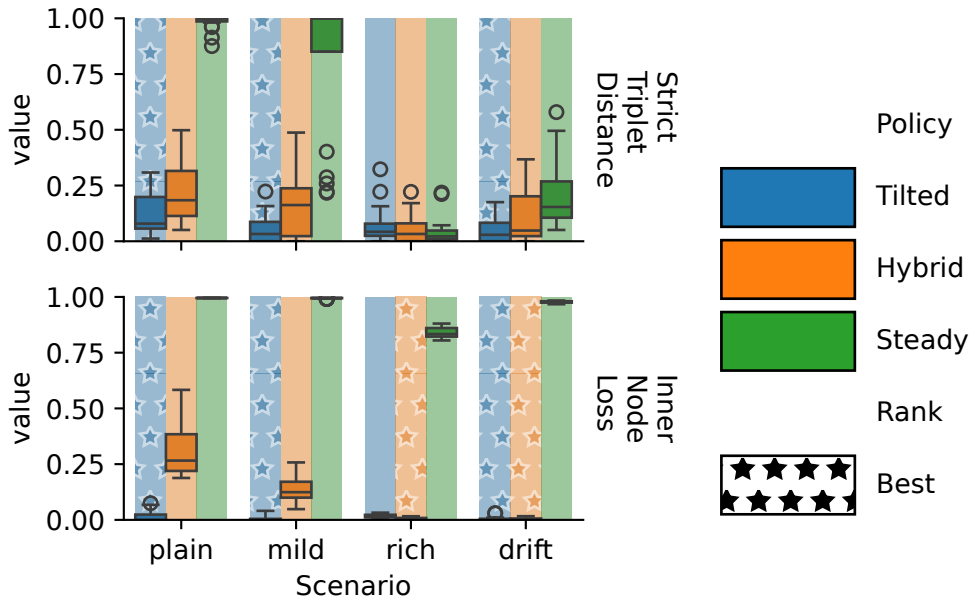 1.00
0.75
0.50
0.25
0.00
value
Strict
Triplet
Distance
1.00
0.75
0.50
0.25
0.00
value
Inner
Node
Loss
plain mild rich drift
Scenario
Policy
Tilted
Hybrid
Steady
Rank
Best